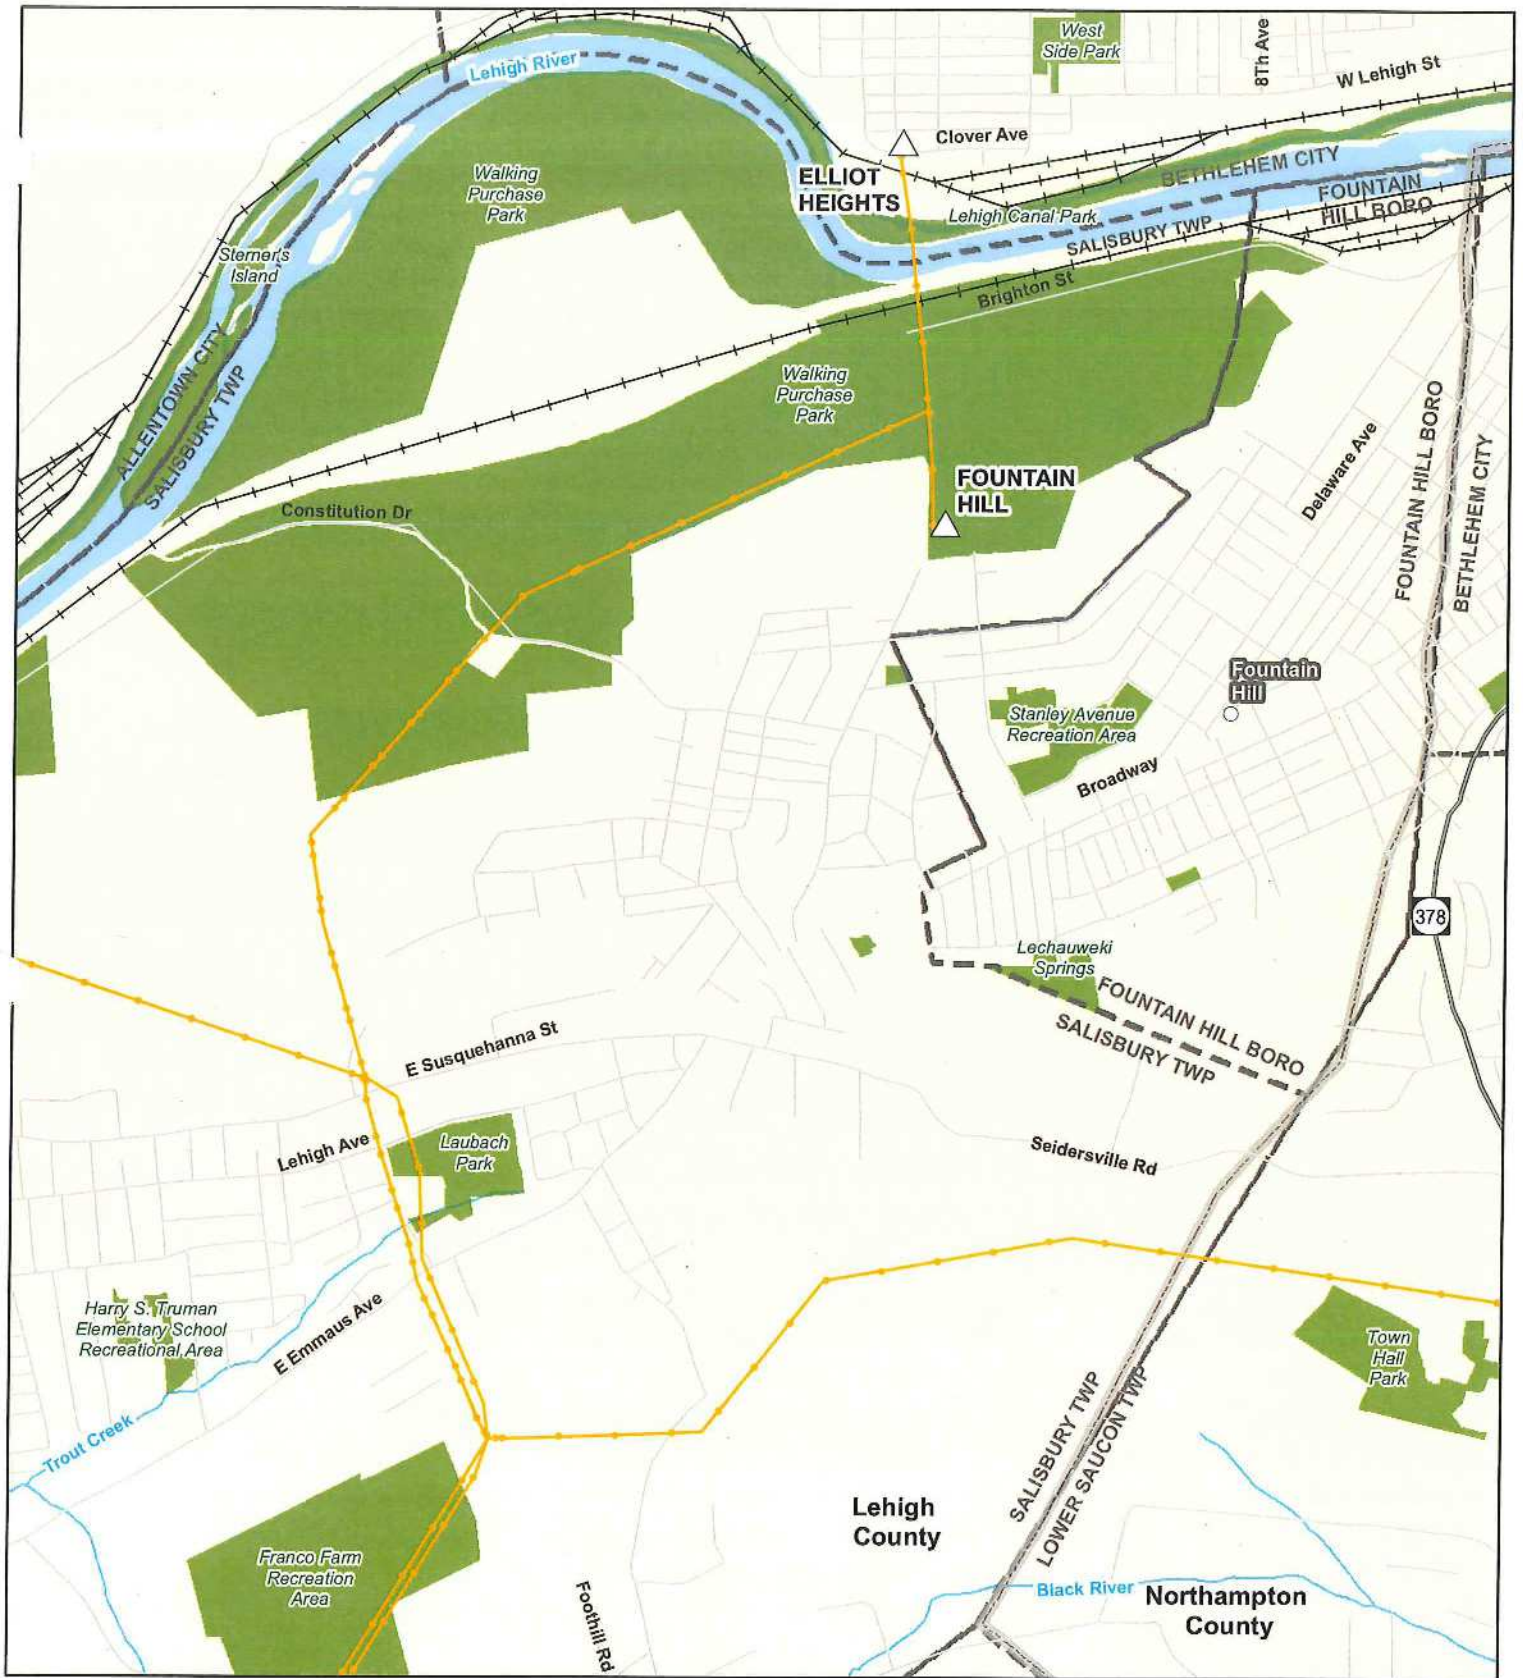 West
Side Park
8Th Ave
W Lehigh St
Lehigh River
Clover Ave
Walking
Purchase
Park
ELLIOT
HEIGHTS
BETHLEHEM CITY
FOUNTAIN
HILL BORO
Lehigh Canal Park
SALISBURY TWP
Sterner's
Island
Brighton St
ALLENTOWN CITY
SALISBURY TWP
Walking
Purchase
Park
FOUNTAIN HILL BORO
BETHLEHEM CITY
Delaware Ave
FOUNTAIN
HILL
Constitution Dr
Fountain
Hill
Stanley Avenue
Recreation Area
Broadway
378
Lechauweki
Springs
FOUNTAIN HILL BORO
SALISBURY TWP
E Susquehanna St
Lehigh Ave
Laubach
Park
Seidersville Rd
Harry S. Truman
Elementary School
Recreational Area
E Emmaus Ave
Town
Hall
Park
Trout Creek
SALISBURY TWP
LOWER SAUCON TWP
Lehigh
County
Franco Farm
Recreation
Area
Foothill Rd
Black River
Northampton
County